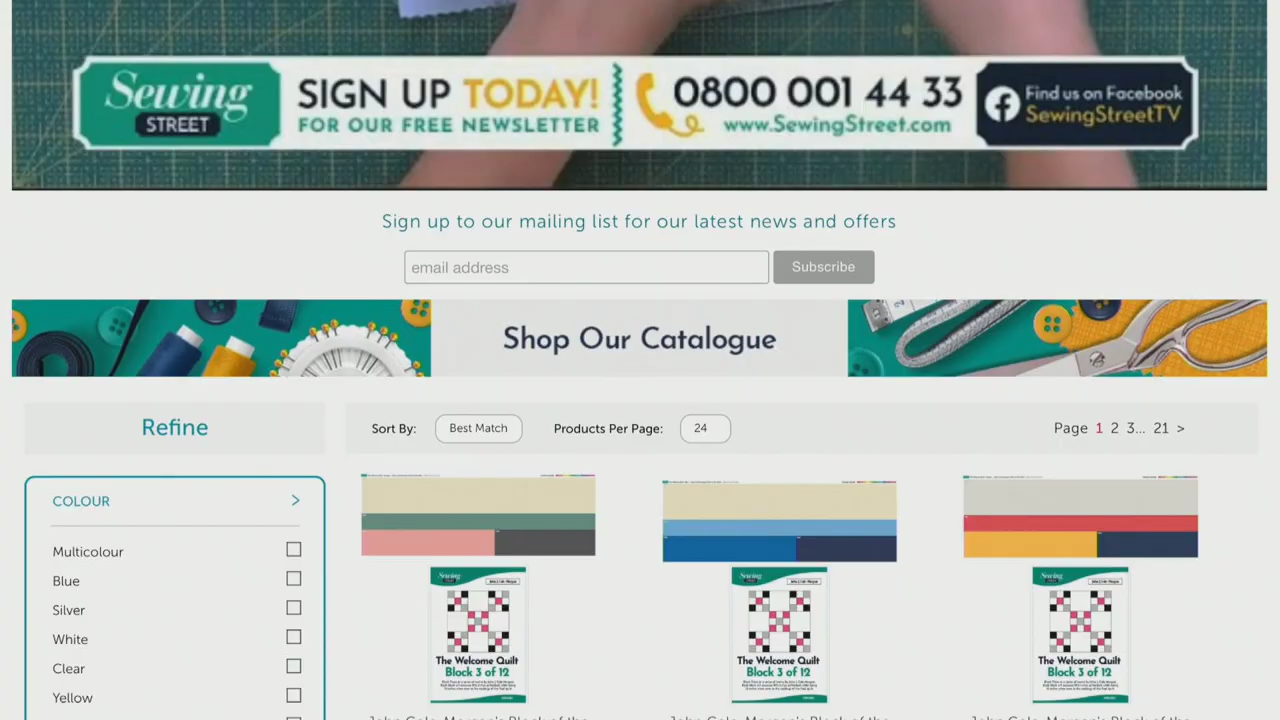 Sewing
STREET
SIGN UP TODAY!
FOR OUR FREE NEWSLETTER
0800 001 44 33
www.SewingStreet.com
Find us on Facebook
SewingStreetTV
Sign up to our mailing list for our latest news and offers
email address
Subscribe
Shop Our Catalogue
Refine
Sort By:
Best Match
Products Per Page:
24
Page 1 2 3... 21 >
COLOUR >
Multicolour
Blue
Silver
White
Clear
Yellow
Sewing
The Welcome Quilt
Block 3 of 12
Sewing
The Welcome Quilt
Block 3 of 12
Sewing
The Welcome Quilt
Block 3 of 12